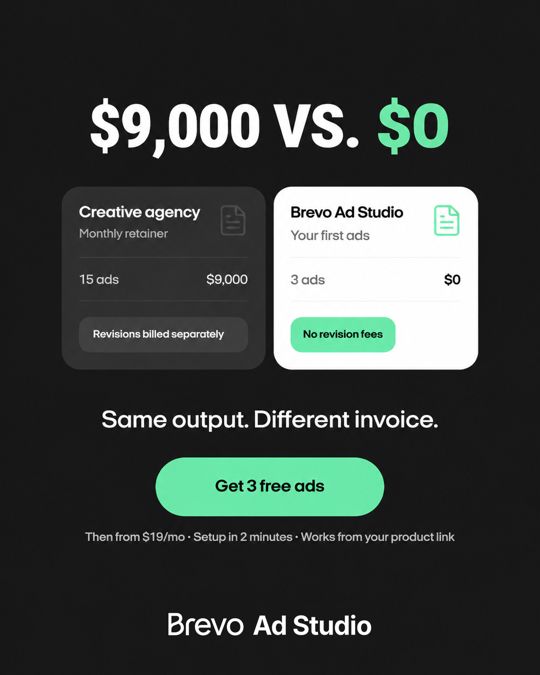 $9,000 VS. $0
Creative agency
Monthly retainer
15 ads $9,000
Revisions billed separately
Brevo Ad Studio
Your first ads
3 ads $0
No revision fees
Same output. Different invoice.
Get 3 free ads
Then from $19/mo · Setup in 2 minutes · Works from your product link
Brevo Ad Studio